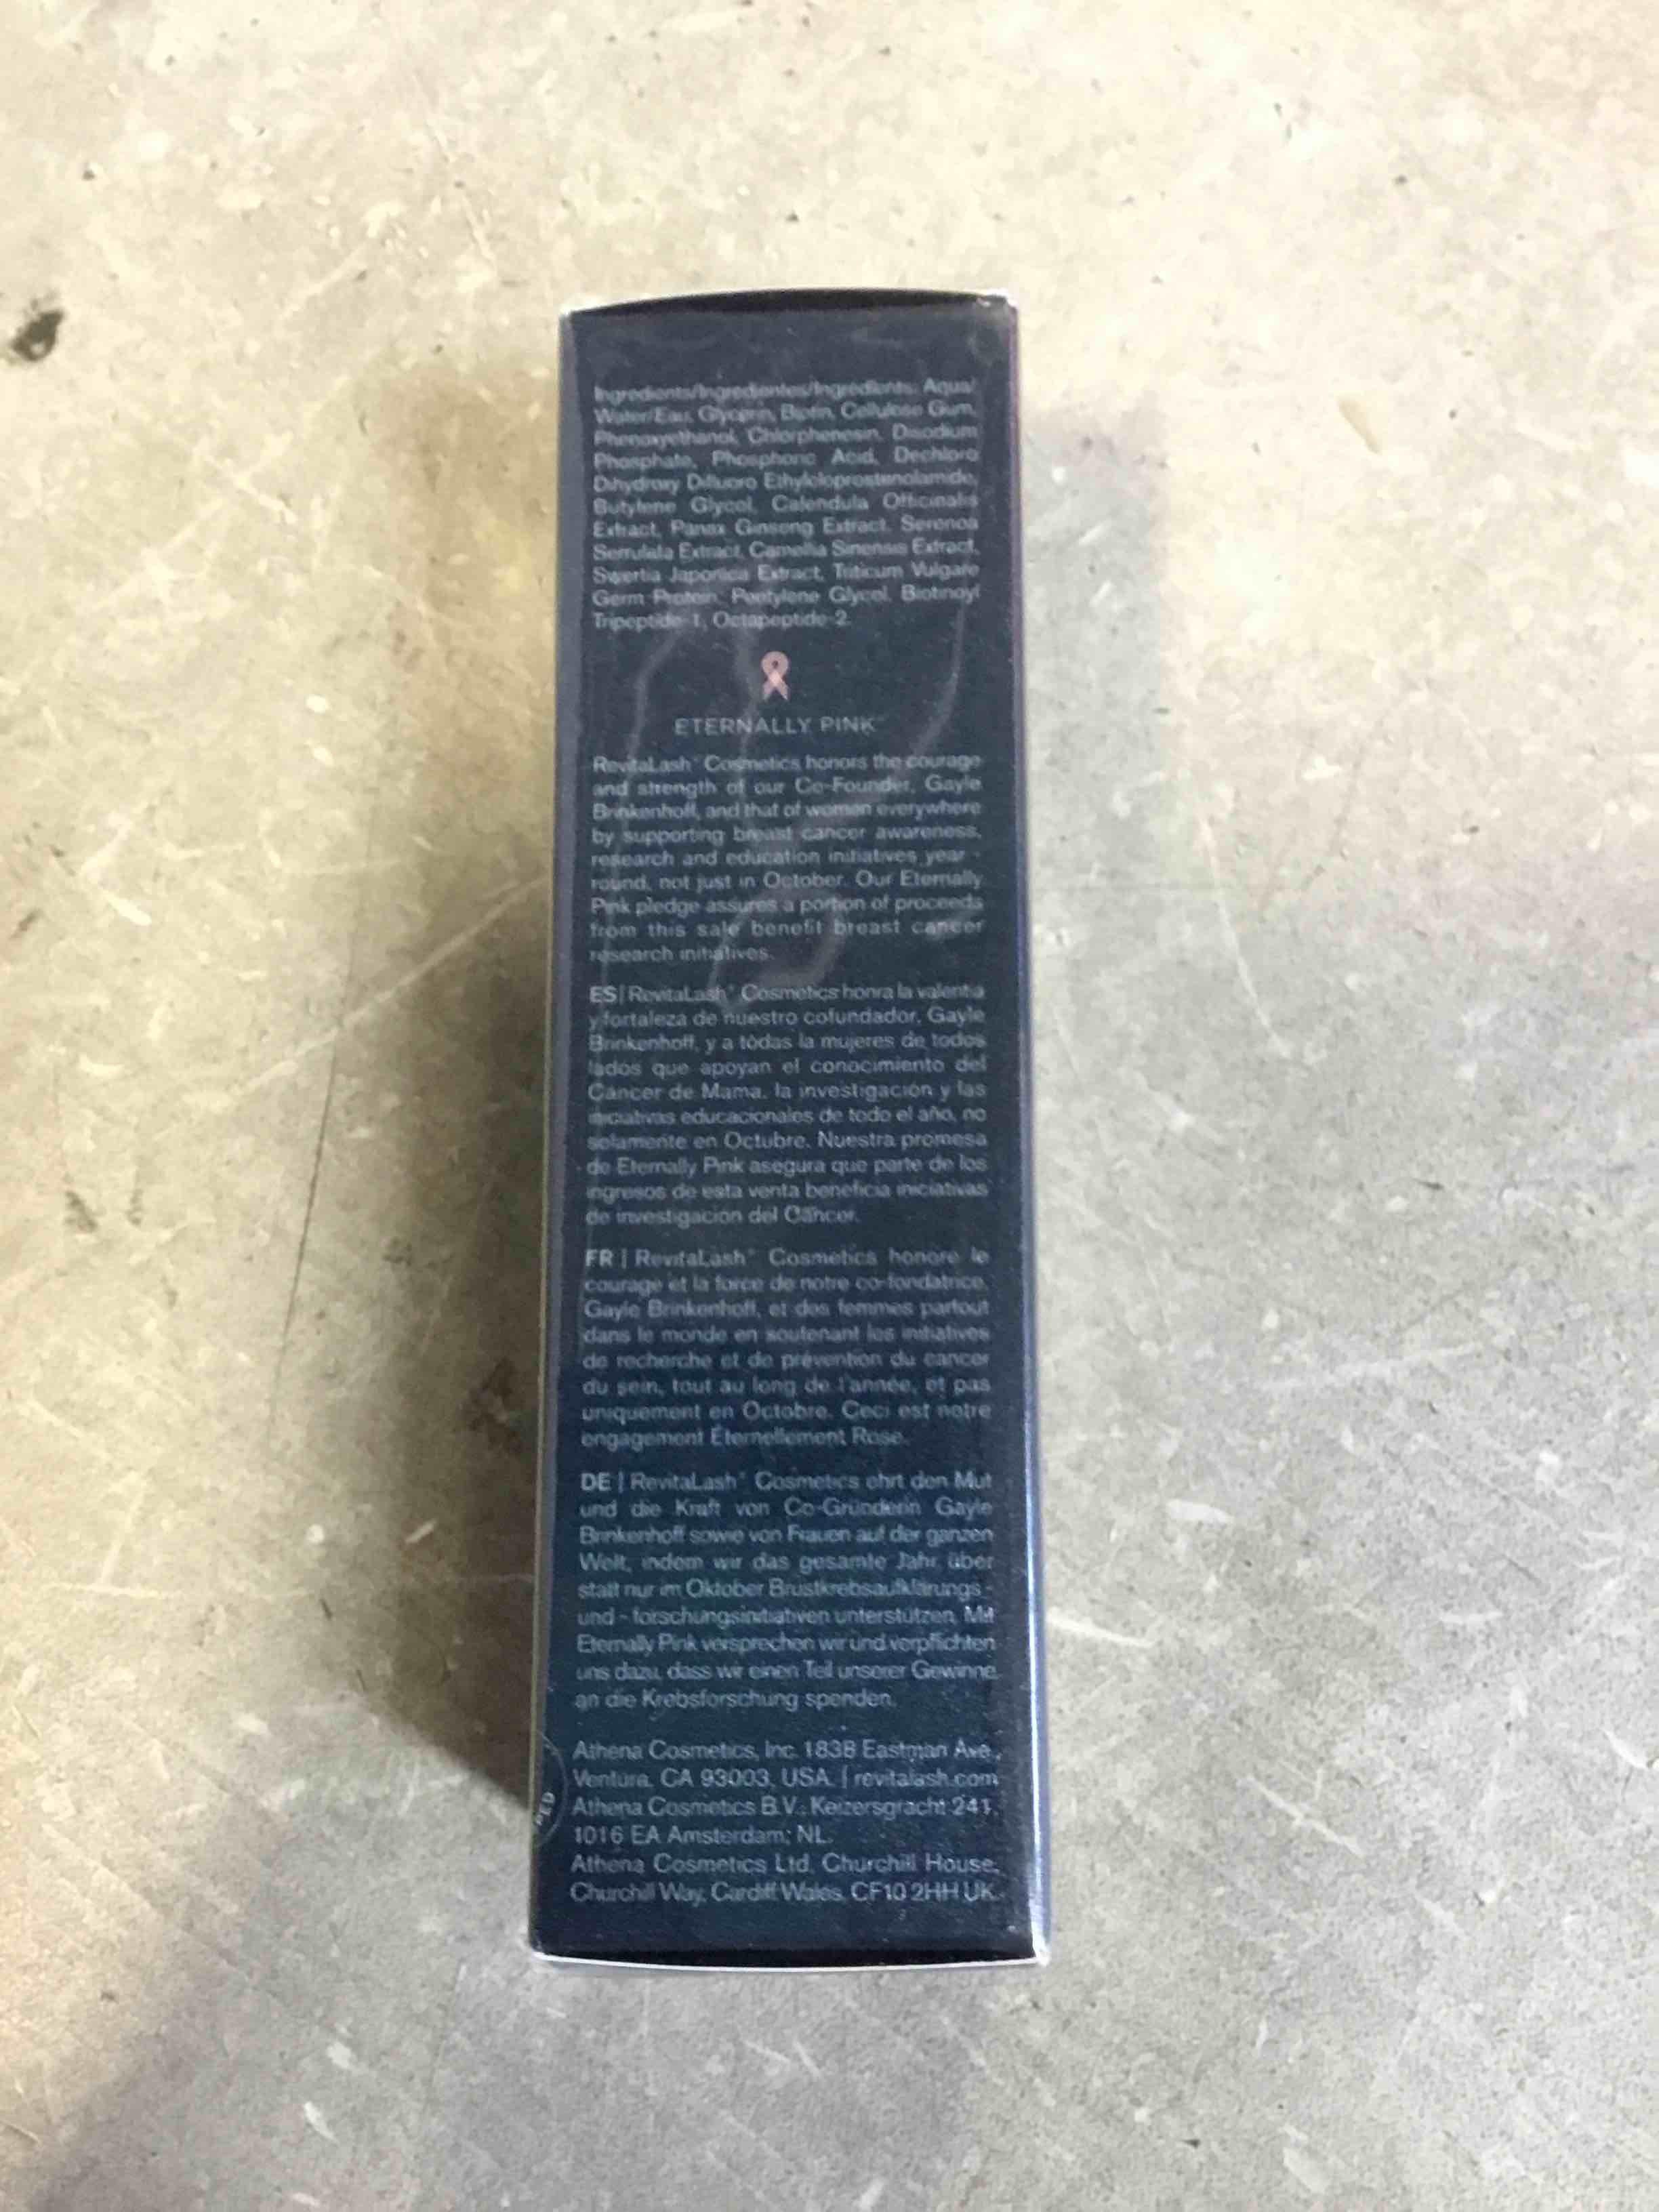 Ingredients/Ingredientes/Ingrédients: Aqua/
Water/Eau, Glycerin, Biotin, Cellulose Gum,
Phenoxyethanol, Chlorphenesin, Disodium
Phosphate, Phosphoric Acid, Dechloro
Dihydroxy Difluoro Ethylcloprostenolamide,
Butylene Glycol, Calendula Officinalis
Extract, Panax Ginseng Extract, Serenoa
Serrulata Extract, Camellia Sinensis Extract,
Swertia Japonica Extract, Triticum Vulgare
Germ Protein, Pentylene Glycol, Biotinoyl
Tripeptide-1, Octapeptide-2.
ETERNALLY PINK
RevitaLash® Cosmetics honors the courage
and strength of our Co-Founder, Gayle
Brinkenhoff, and that of women everywhere
by supporting breast cancer awareness,
research and education initiatives year-
round, not just in October. Our Eternally
Pink pledge assures a portion of proceeds
from this sale benefit breast cancer
research initiatives.
ES | RevitaLash® Cosmetics honra la valentia
y fortaleza de nuestro cofundador, Gayle
Brinkenhoff, y a tódas la mujeres de todos
lados que apoyan el conocimiento del
Cancer de Mama, la investigación y las
iniciativas educacionales de todo el año, no
solamente en Octubre. Nuestra promesa
de Eternally Pink asegura que parte de los
ingresos de esta venta beneficia iniciativas
de investigacion del Cáncer.
FR | RevitaLash® Cosmetics honore le
courage et la force de notre co-fondatrice,
Gayle Brinkenhoff, et des femmes partout
dans le monde en soutenant les initiatives
de recherche et de prévention du cancer
du sein, tout au long de l'année, et pas
uniquement en Octobre. Ceci est notre
engagement Éternellement Rose.
DE | RevitaLash® Cosmetics ehrt den Mut
und die Kraft von Co-Gründerin Gayle
Brinkenhoff sowie von Frauen auf der ganzen
Welt, indem wir das gesamte Jahr über
statt nur im Oktober Brustkrebsaufklärungs-
und -forschungsinitiativen unterstützen. Mit
Eternally Pink versprechen wir und verpflichten
uns dazu, dass wir einen Teil unserer Gewinne
an die Krebsforschung spenden.
Athena Cosmetics, Inc. 1838 Eastman Ave.,
Ventura, CA 93003, USA. | revitalash.com
Athena Cosmetics B.V.: Keizersgracht 241,
1016 EA Amsterdam; NL.
Athena Cosmetics Ltd. Churchill House,
Churchill Way, Cardiff Wales. CF10 2HH UK.